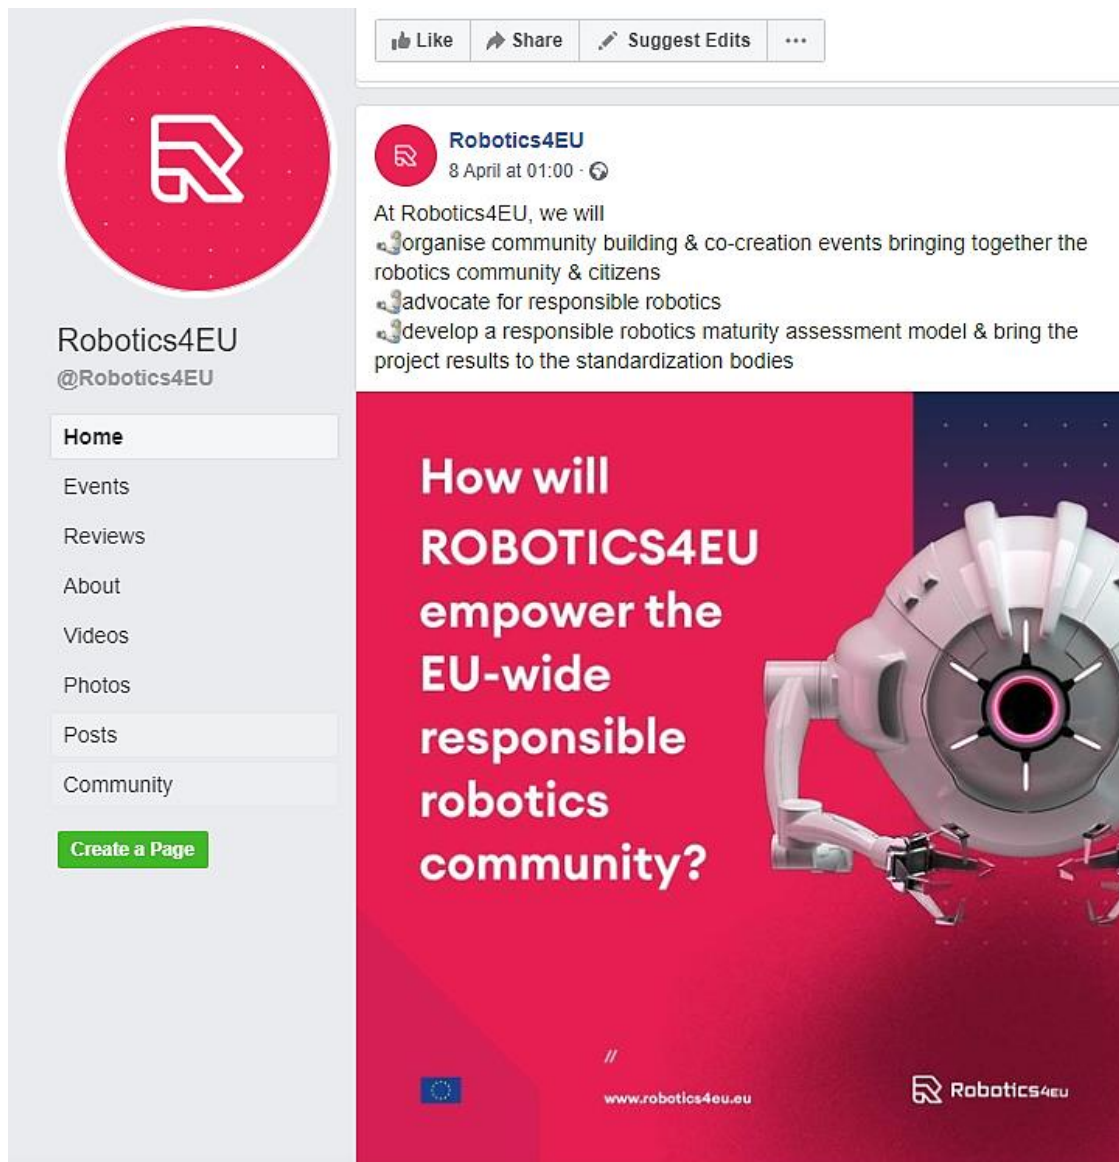 Like Share Suggest Edits ...
Robotics4EU
@Robotics4EU
Home
Events
Reviews
About
Videos
Photos
Posts
Community
Create a Page
Robotics4EU
8 April at 01:00 ·
At Robotics4EU, we will
🦾organise community building & co-creation events bringing together the
robotics community & citizens
🦾advocate for responsible robotics
🦾develop a responsible robotics maturity assessment model & bring the
project results to the standardization bodies
How will
ROBOTICS4EU
empower the
EU-wide
responsible
robotics
community?
//
www.robotics4eu.eu
Robotics4EU